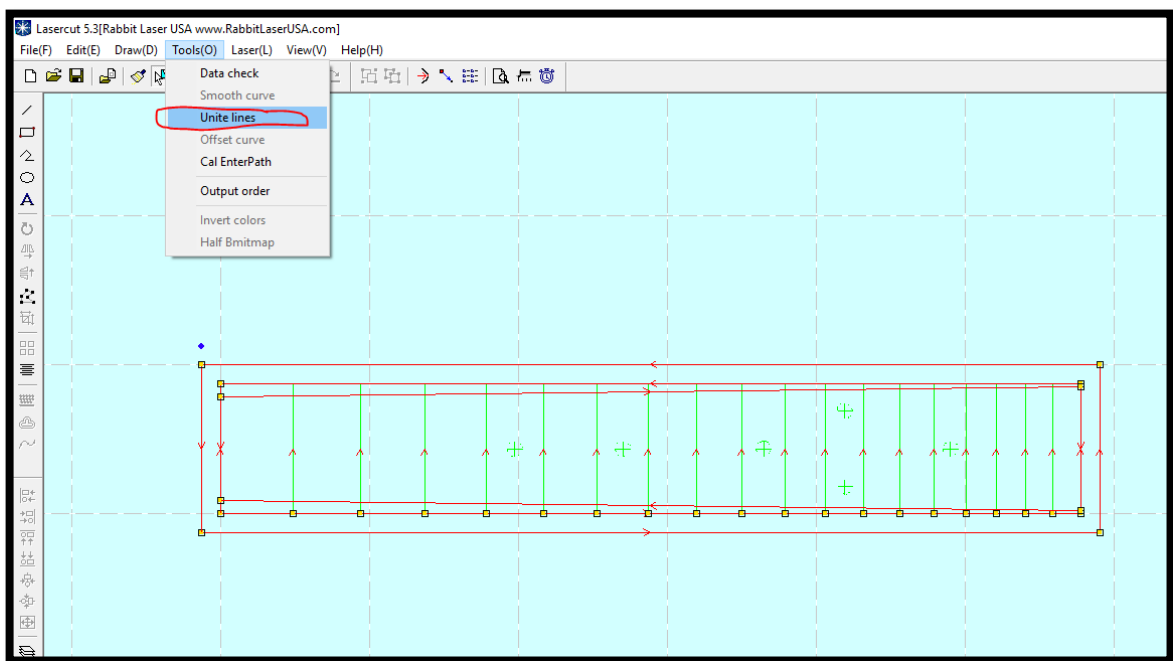 Lasercut 5.3[Rabbit Laser USA www.RabbitLaserUSA.com]
File(F) Edit(E) Draw(D) Tools(O) Laser(L) View(V) Help(H)
Data check
Smooth curve
Unite lines
Offset curve
Cal EnterPath
Output order
Invert colors
Half Bmitmap
A